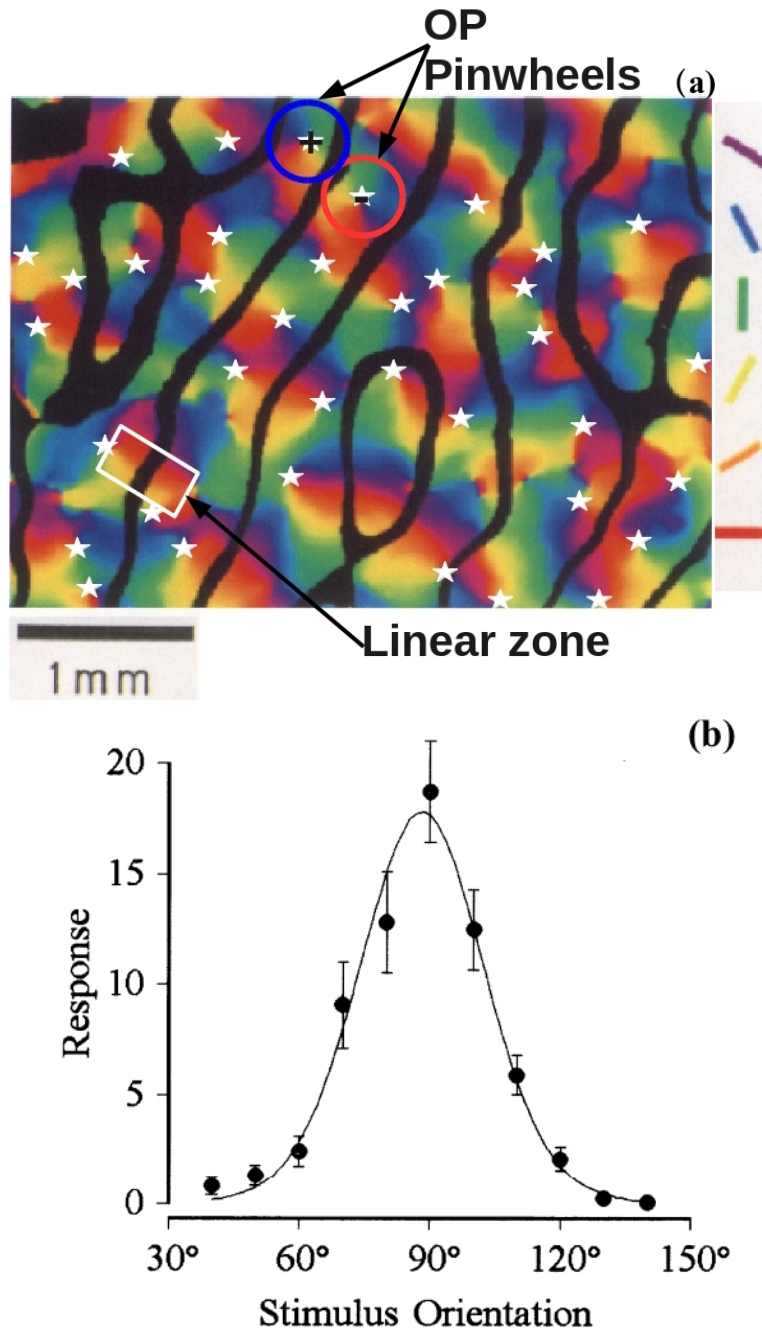 OP
Pinwheels
(a)
+
-
Linear zone
1 mm
(b)
20
15
10
5
0
Response
30° 60° 90° 120° 150°
Stimulus Orientation